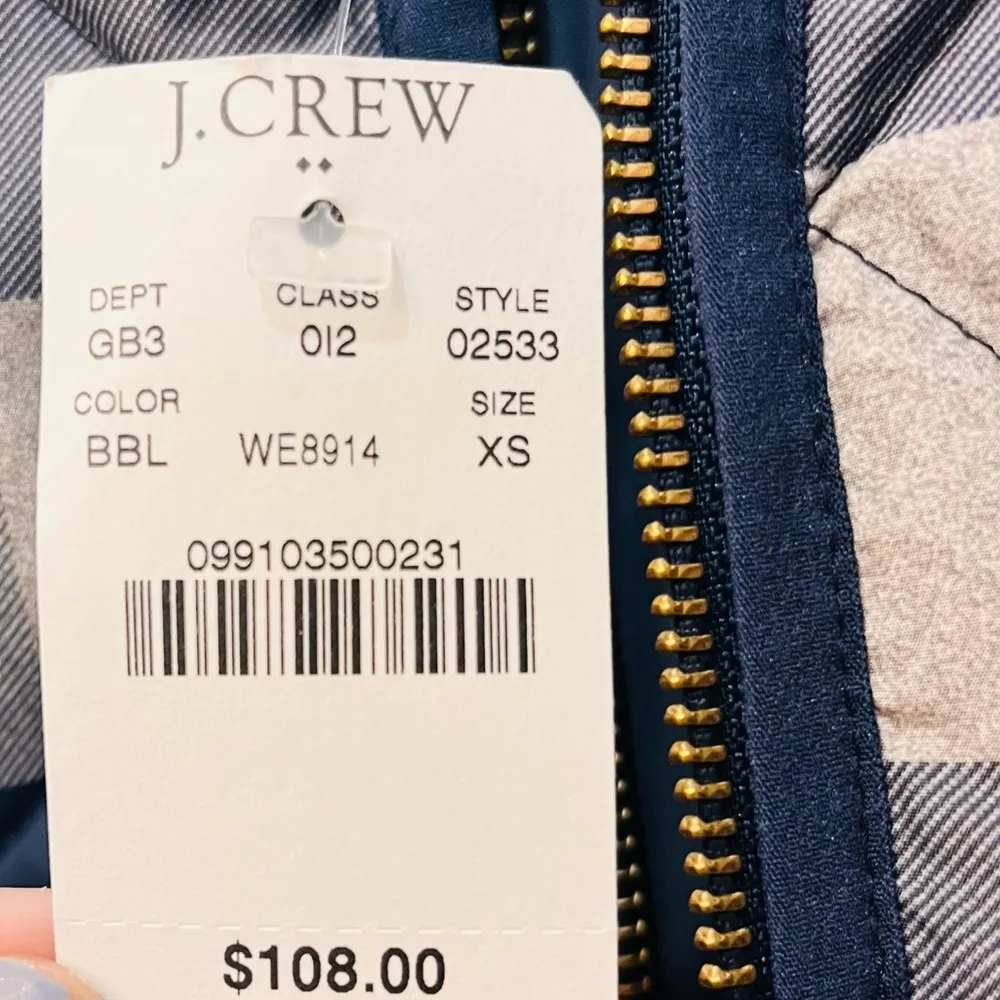 J.CREW
DEPT CLASS STYLE
GB3 012 02533
COLOR SIZE
BBL WE8914 XS
099103500231
$108.00